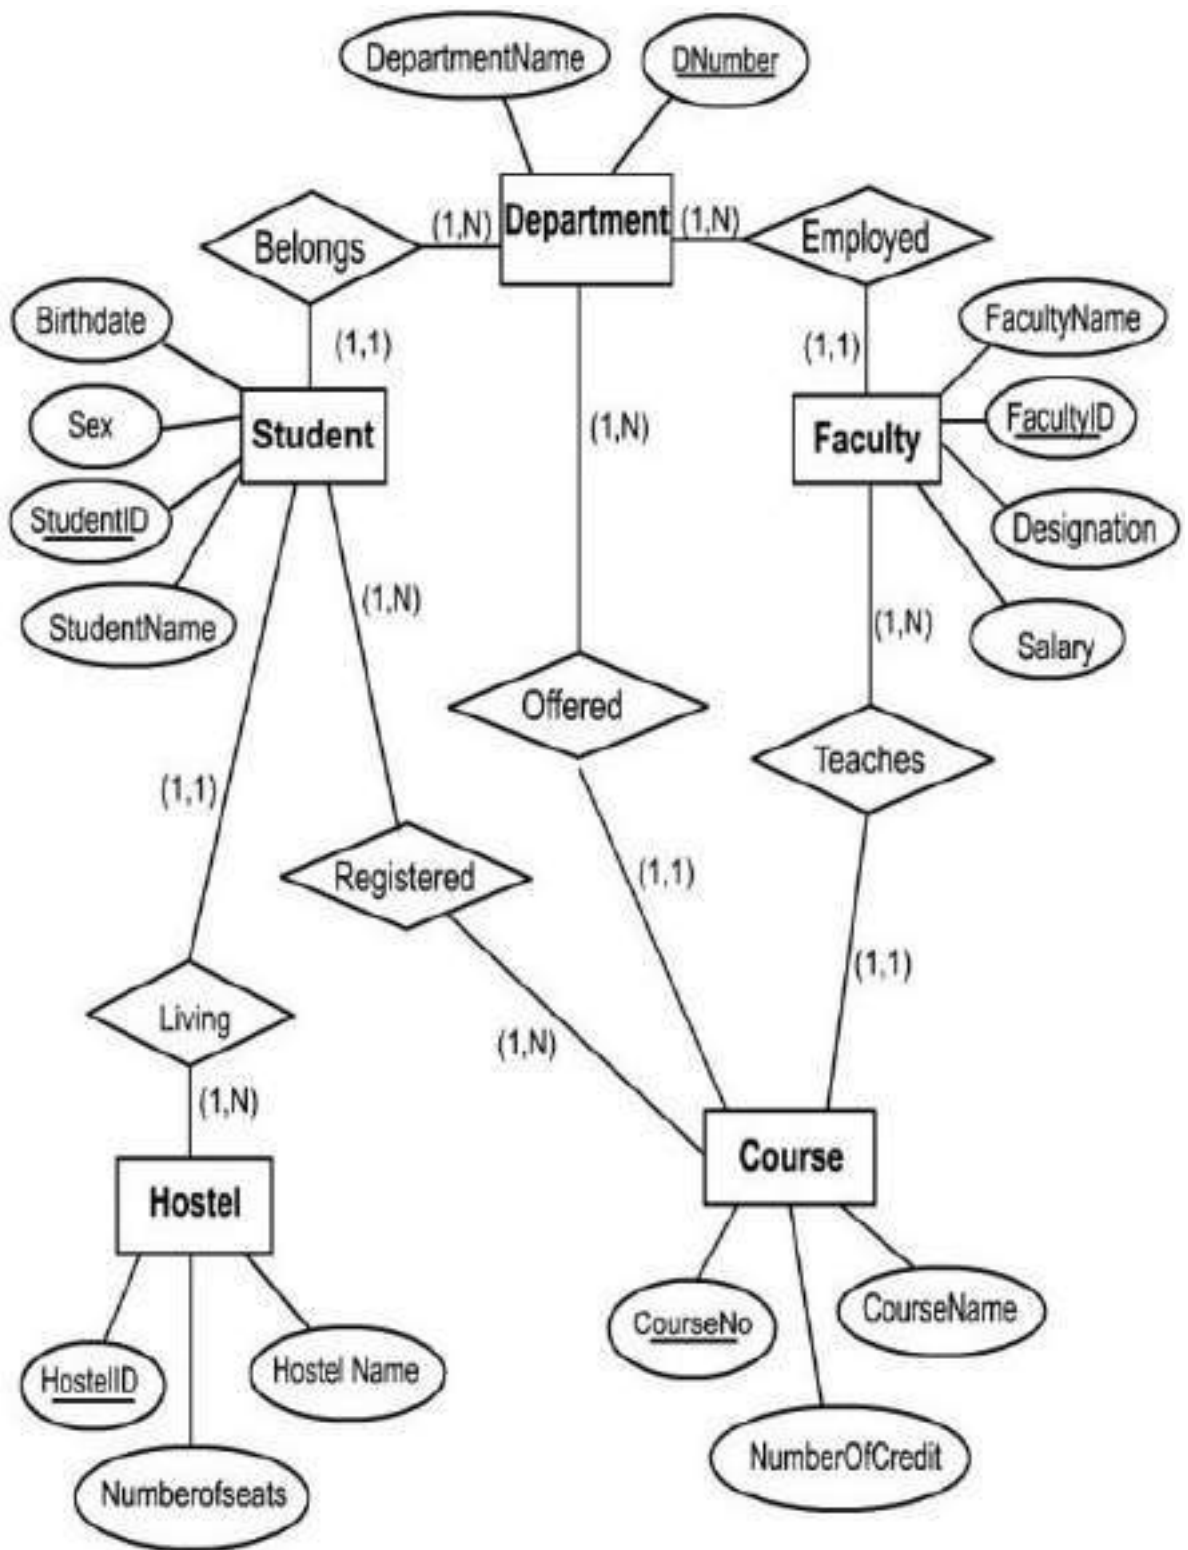 DepartmentName
DNumber
(1,N)
Department
(1,N)
Belongs
Employed
Birthdate
(1,1)
(1,1)
FacultyName
Sex
Student
(1,N)
Faculty
FacultyID
StudentID
Designation
StudentName
(1,N)
(1,N)
Salary
Offered
Teaches
(1,1)
Registered
(1,1)
(1,1)
Living
(1,N)
(1,N)
Course
Hostel
CourseNo
CourseName
HostelID
Hostel Name
NumberOfCredit
Numberofseats